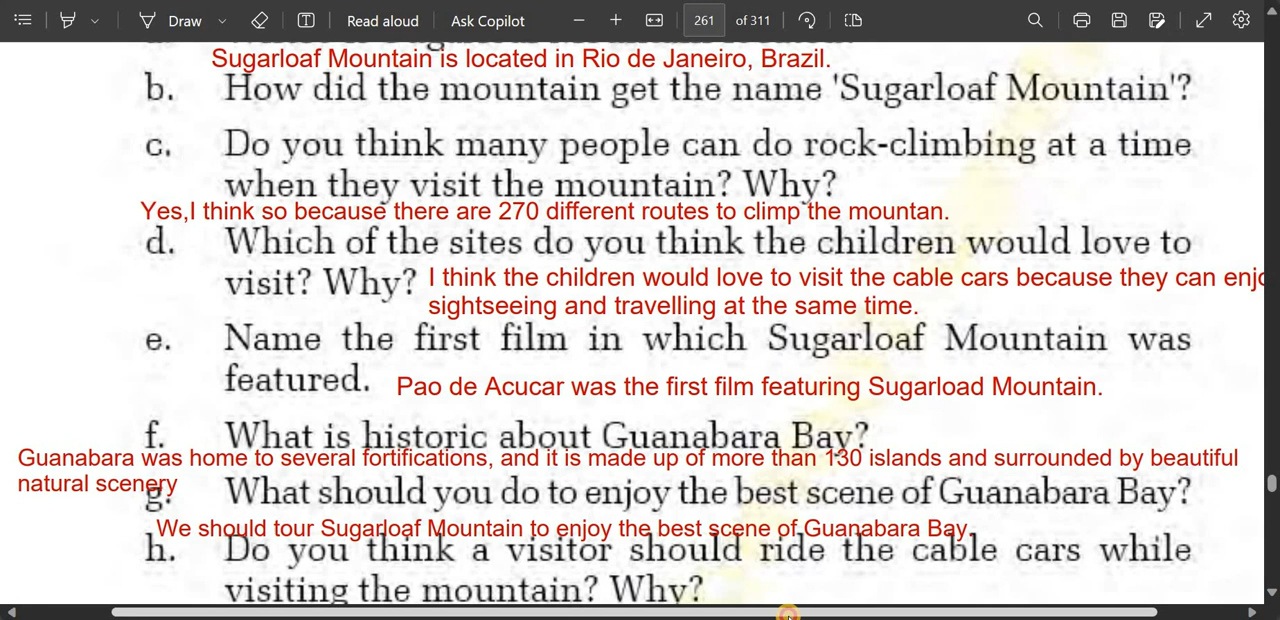 Draw
Read aloud
Ask Copilot
261
of 311
Sugarloaf Mountain is located in Rio de Janeiro, Brazil.
b. How did the mountain get the name 'Sugarloaf Mountain'?
c. Do you think many people can do rock-climbing at a time
when they visit the mountain? Why?
Yes,I think so because there are 270 different routes to climp the mountan.
d. Which of the sites do you think the children would love to
visit? Why?
I think the children would love to visit the cable cars because they can enjo
sightseeing and travelling at the same time.
e. Name the first film in which Sugarloaf Mountain was
featured.
Pao de Acucar was the first film featuring Sugarload Mountain.
f. What is historic about Guanabara Bay?
Guanabara was home to several fortifications, and it is made up of more than 130 islands and surrounded by beautiful
natural scenery
g. What should you do to enjoy the best scene of Guanabara Bay?
We should tour Sugarloaf Mountain to enjoy the best scene of Guanabara Bay.
h. Do you think a visitor should ride the cable cars while
visiting the mountain? Why?